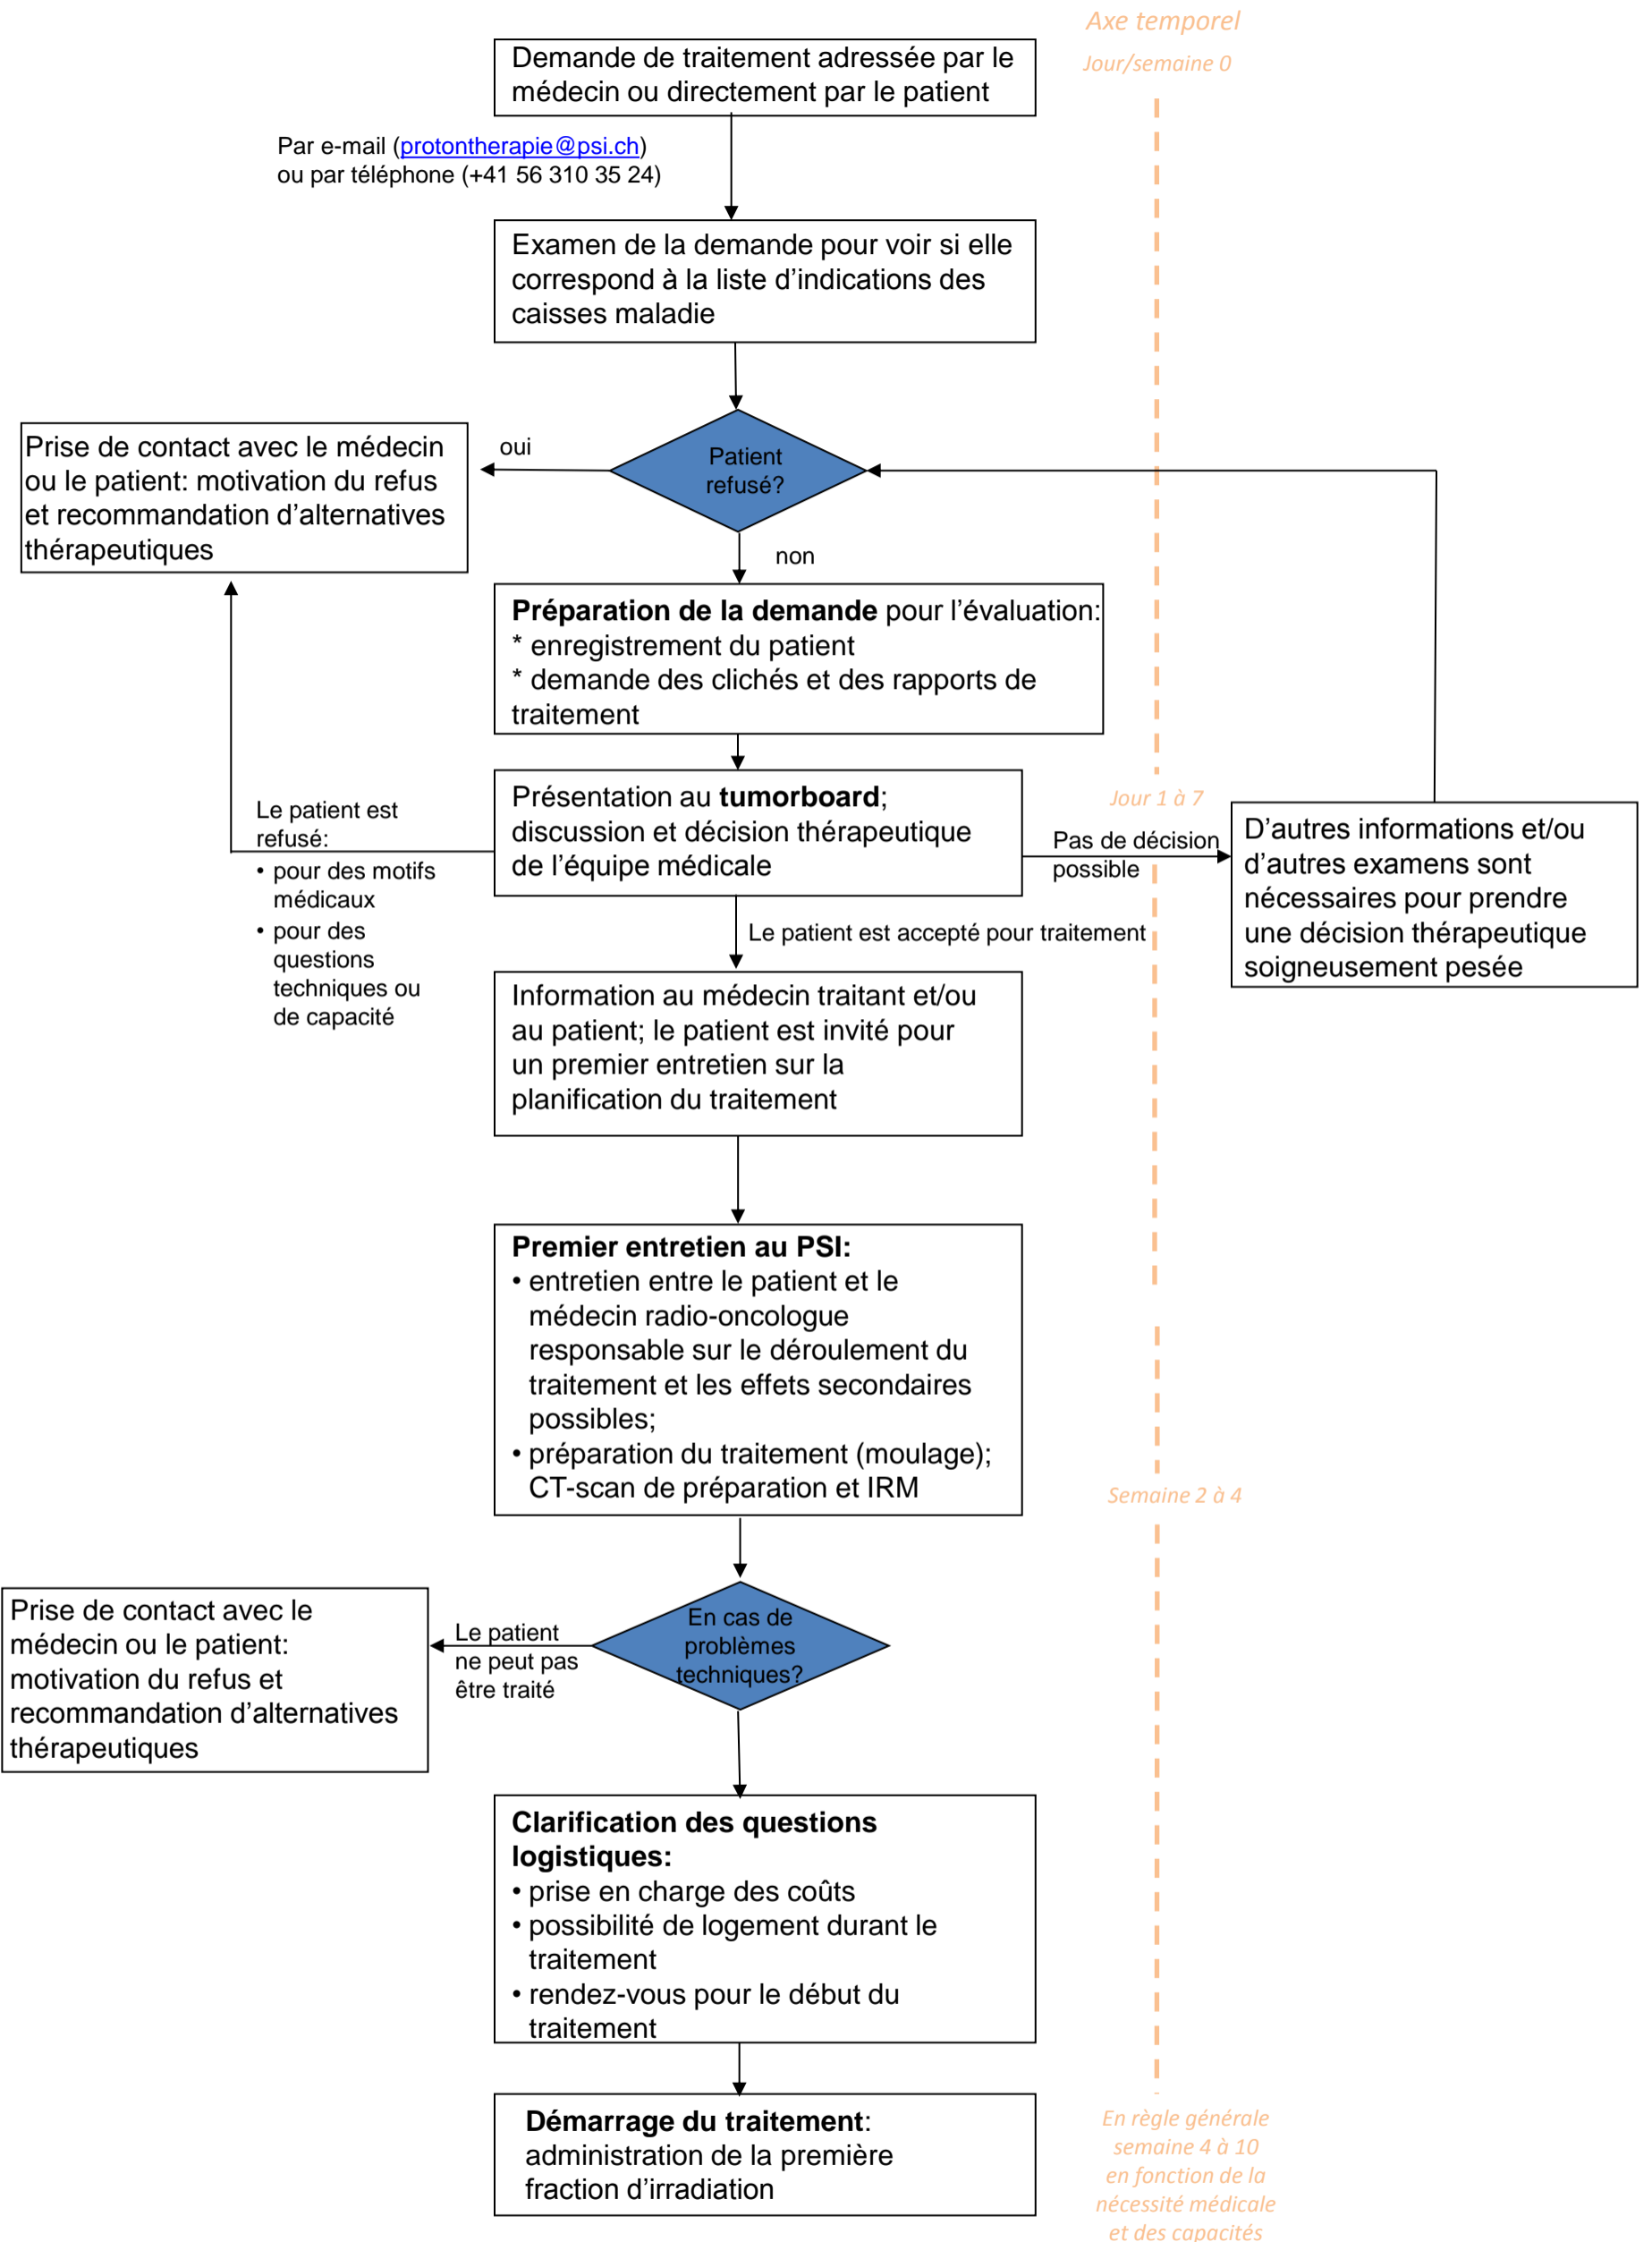 Axe temporel
Jour/semaine 0
Demande de traitement adressée par le
médecin ou directement par le patient
Par e-mail (protontherapie@psi.ch)
ou par téléphone (+41 56 310 35 24)
Examen de la demande pour voir si elle
correspond à la liste d’indications des
caisses maladie
Patient
refusé?
oui
Prise de contact avec le médecin
ou le patient: motivation du refus
et recommandation d’alternatives
thérapeutiques
non
Préparation de la demande pour l’évaluation:
* enregistrement du patient
* demande des clichés et des rapports de
traitement
Présentation au tumorboard;
discussion et décision thérapeutique
de l’équipe médicale
Le patient est
refusé:
• pour des motifs
médicaux
• pour des
questions
techniques ou
de capacité
Jour 1 à 7
Pas de décision
possible
D’autres informations et/ou
d’autres examens sont
nécessaires pour prendre
une décision thérapeutique
soigneusement pesée
Le patient est accepté pour traitement
Information au médecin traitant et/ou
au patient; le patient est invité pour
un premier entretien sur la
planification du traitement
Premier entretien au PSI:
• entretien entre le patient et le
médecin radio-oncologue
responsable sur le déroulement du
traitement et les effets secondaires
possibles;
• préparation du traitement (moulage);
CT-scan de préparation et IRM
Semaine 2 à 4
En cas de
problèmes
techniques?
Le patient
ne peut pas
être traité
Prise de contact avec le
médecin ou le patient:
motivation du refus et
recommandation d’alternatives
thérapeutiques
Clarification des questions
logistiques:
• prise en charge des coûts
• possibilité de logement durant le
traitement
• rendez-vous pour le début du
traitement
Démarrage du traitement:
administration de la première
fraction d’irradiation
En règle générale
semaine 4 à 10
en fonction de la
nécessité médicale
et des capacités